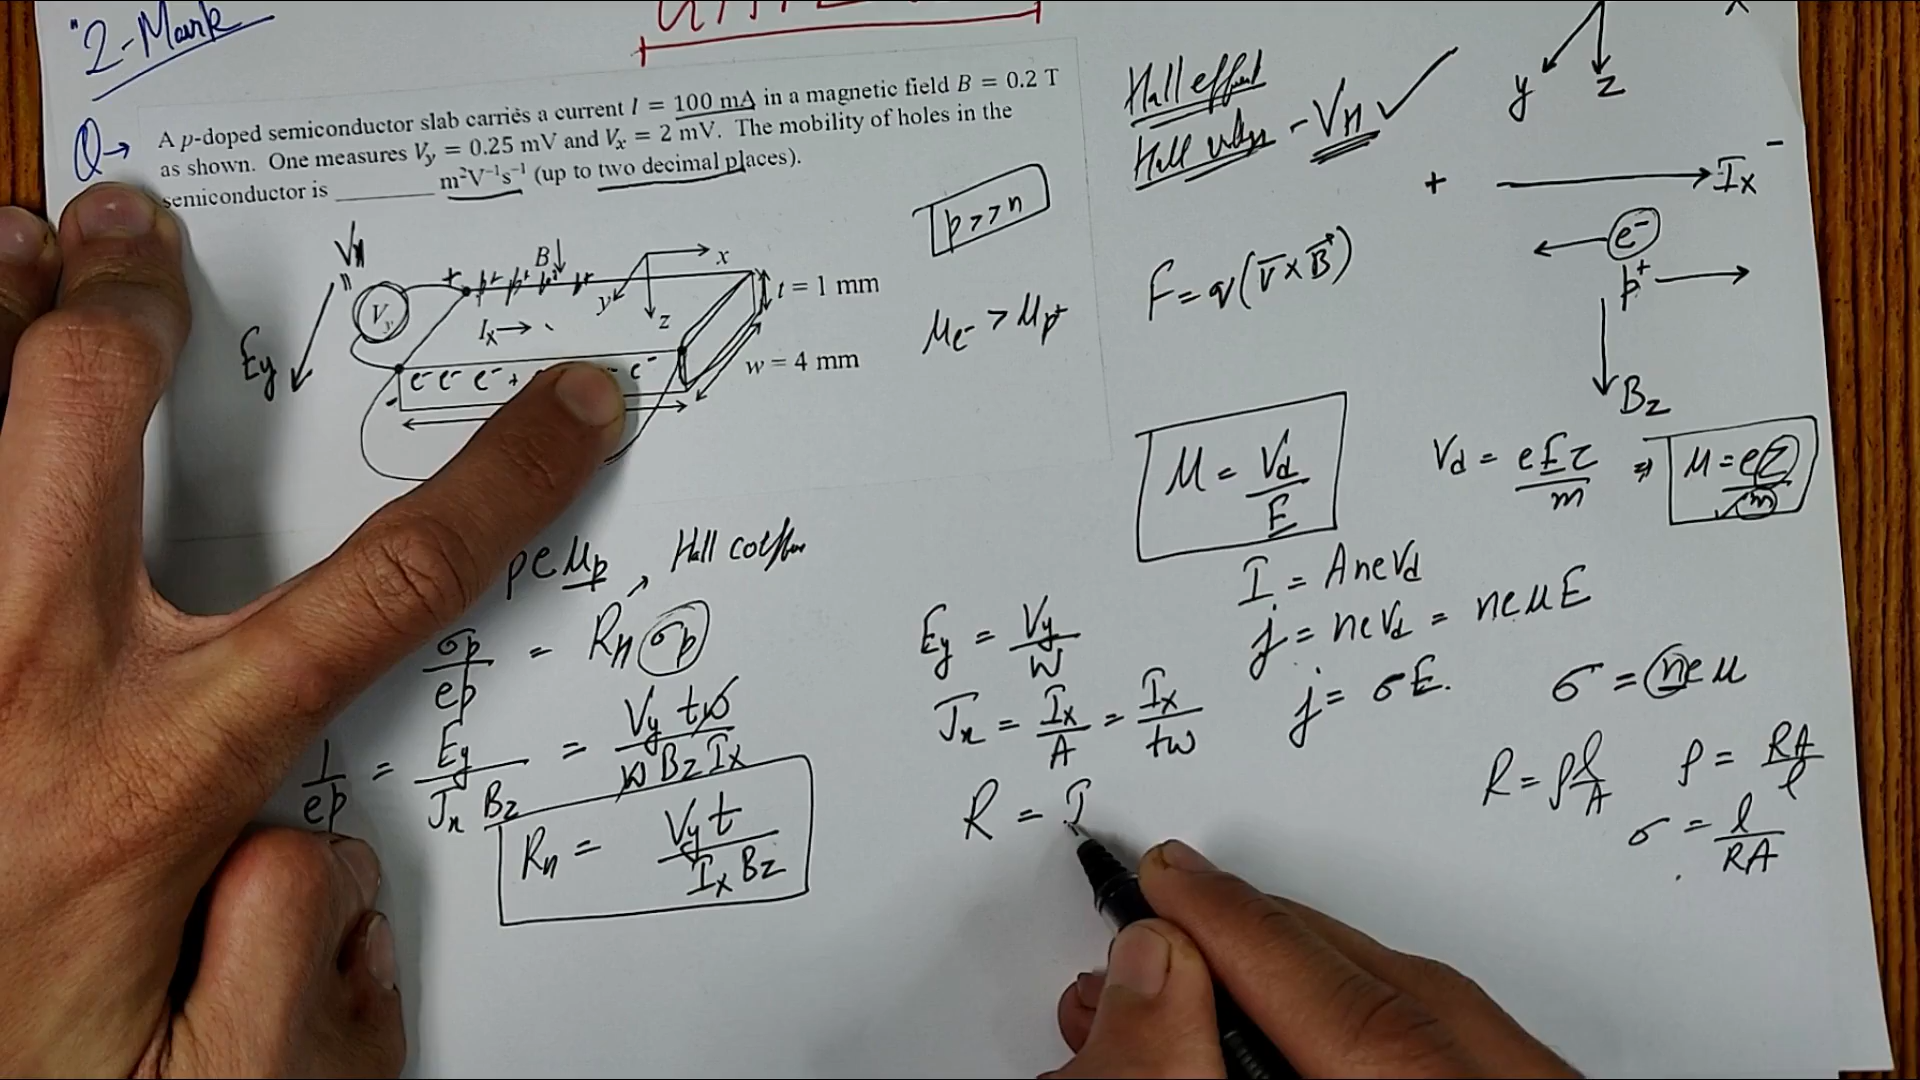 "2-Mark
Q→
A p-doped semiconductor slab carries a current I = 100 mA in a magnetic field B = 0.2 T
as shown. One measures Vy = 0.25 mV and Vx = 2 mV. The mobility of holes in the
semiconductor is ________ m²V⁻¹s⁻¹ (up to two decimal places).
VH
"
Vy
Ey
+
B↓
p+ p+ p+ p+
x
y
z
Ix→
e⁻ e⁻ e⁻
e⁻
-
t = 1 mm
w = 4 mm
p>>n
μe⁻ > μp+
Hall effect
Hall
- VH ✓
F = q(v×B)
y
z
x
+
Ix
-
e⁻
p+
Bz
μ = Vd/E
Vd = eEτ/m ⇒ μ = eτ/m
peμp
Hall
σp/ep = RH σp
1/ep = Ey/JxBz = Vy tw/wBzIx
RH = Vy t/Ix Bz
Ey = Vy/W
Jx = Ix/A = Ix/tw
R =
I = AneVd
j = neVd = neμE
j = σE.
σ = neμ
R = ρl/A
ρ = RA/l
σ = l/RA